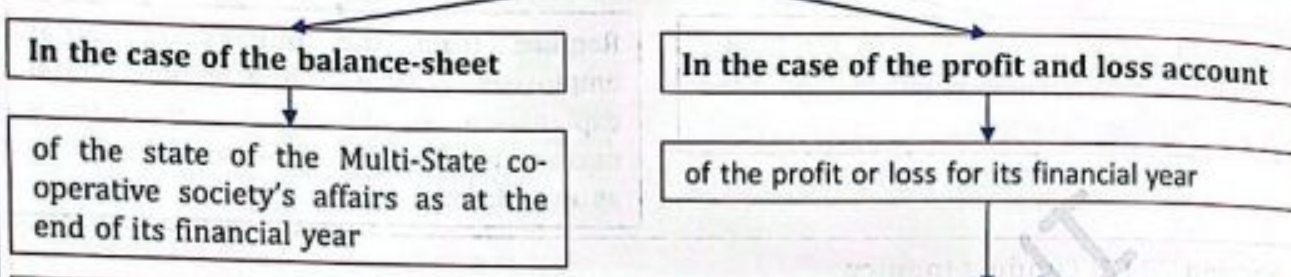 In the case of the balance-sheet
In the case of the profit and loss account
of the state of the Multi-State co-
operative society's affairs as at the
end of its financial year
of the profit or loss for its financial year